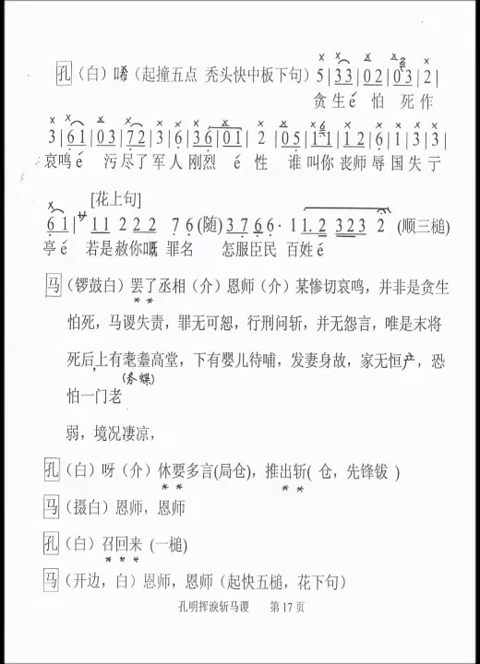 孔（白）唏（起撞五点 秃头快中板下句）5|33|02|03|2|
贪生é 怕 死作
3|61|03|72|3|6|36|01|2|05|16|12|6|1|3|3|
哀鸣é 污尽了军人刚烈 é 性 谁叫你丧师辱国失亍
[花上句]
61|サ11 222 76(随)3766·11.2323 2 (顺三槌)
亭é 若是赦你嘅 罪名 怎服臣民 百姓é
马（锣鼓白）罢了丞相（介）恩师（介）某惨切哀鸣，并非是贪生
怕死，马谡失责，罪无可恕，行刑问斩，并无怨言，唯是末将
死后,上有耄耋高堂，下有婴儿待哺，发妻身故，家无恒产，恐
(务蝶)
怕一门老
弱，境况凄凉，
孔（白）呀（介）休要多言(局仓)，推出斩( 仓，先锋钹 )
马（摄白）恩师，恩师
孔（白）召回来 (一槌)
马（开边，白）恩师，恩师（起快五槌，花下句）
孔明挥淚斩马谡 第17页